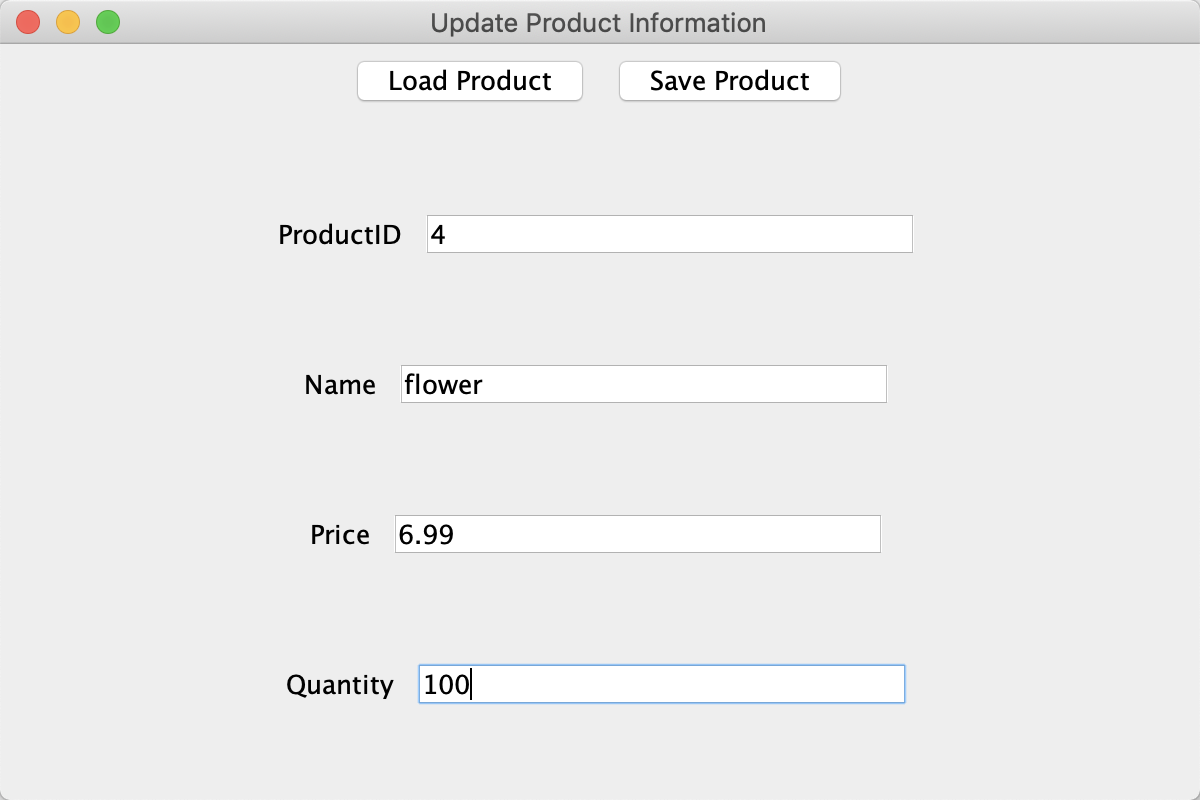 Update Product Information
Load Product Save Product
ProductID 4
Name flower
Price 6.99
Quantity 100